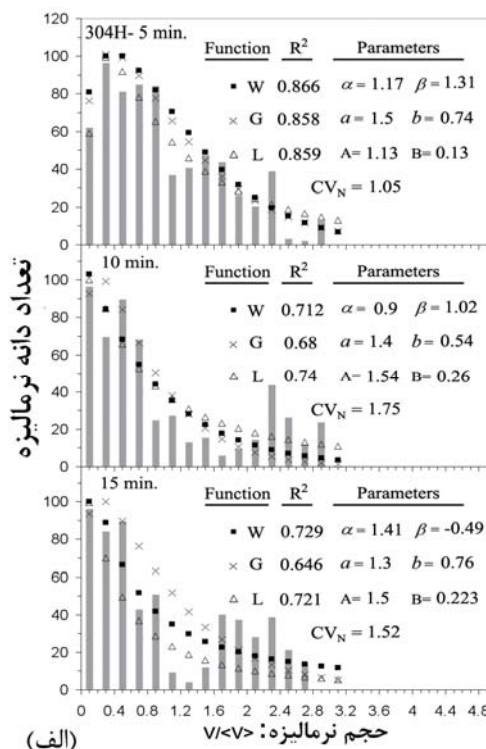 304H- 5 min.
Function R² Parameters
W 0.866 α = 1.17 β = 1.31
G 0.858 a = 1.5 b = 0.74
L 0.859 A= 1.13 B= 0.13
CV_N = 1.05
120
100
80
60
40
20
0
10 min.
Function R² Parameters
W 0.712 α = 0.9 β = 1.02
G 0.68 a = 1.4 b = 0.54
L 0.74 A= 1.54 B= 0.26
CV_N = 1.75
100
80
60
40
20
0
15 min.
Function R² Parameters
W 0.729 α = 1.41 β = -0.49
G 0.646 a = 1.3 b = 0.76
L 0.721 A= 1.5 B= 0.223
CV_N = 1.52
100
80
60
40
20
0
0 0.4 0.8 1.2 1.6 2 2.4 2.8 3.2 3.6 4
تعداد دانه نرمالیزه
حجم نرمالیزه: V/<V>
(الف)